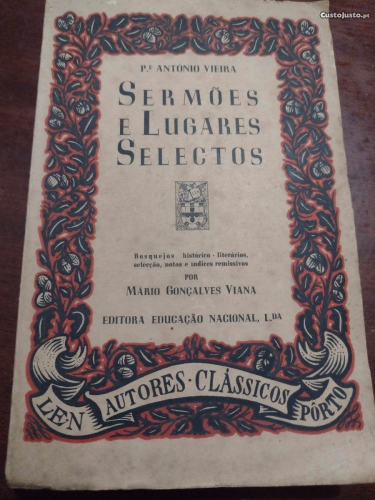 CustoJusto.pt
P.E ANTÓNIO VIEIRA
SERMÕES
E LUGARES
SELECTOS
Bosquejos histórico-literários,
selecção, notas e índices remissivos
POR
MÁRIO GONÇALVES VIANA
EDITORA EDUCAÇÃO NACIONAL, L.DA
L·E·N AUTORES·CLÁSSICOS PÔRTO